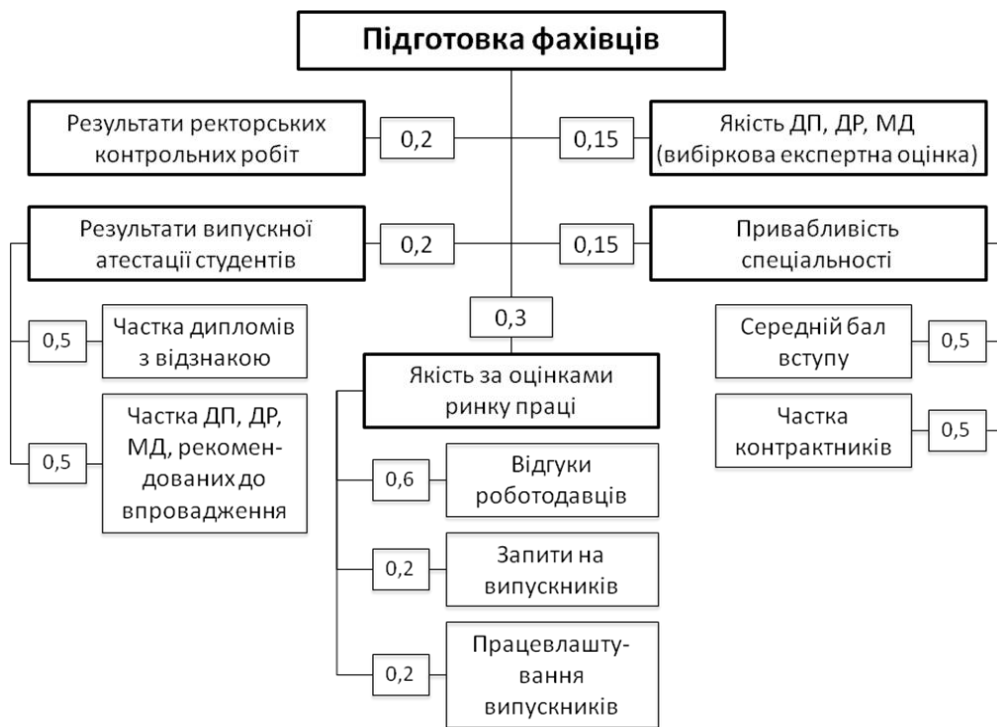 Підготовка фахівців
Результати ректорських
контрольних робіт
0,2
0,15
Якість ДП, ДР, МД
(вибіркова експертна оцінка)
Результати випускної
атестації студентів
0,2
0,15
Привабливість
спеціальності
0,3
0,5
Частка дипломів
з відзнакою
0,5
Частка ДП, ДР,
МД, рекомен-
дованих до
впровадження
Якість за оцінками
ринку праці
0,6
Відгуки
роботодавців
0,2
Запити на
випускників
0,2
Працевлашту-
вання
випускників
Середній бал
вступу
0,5
Частка
контрактників
0,5